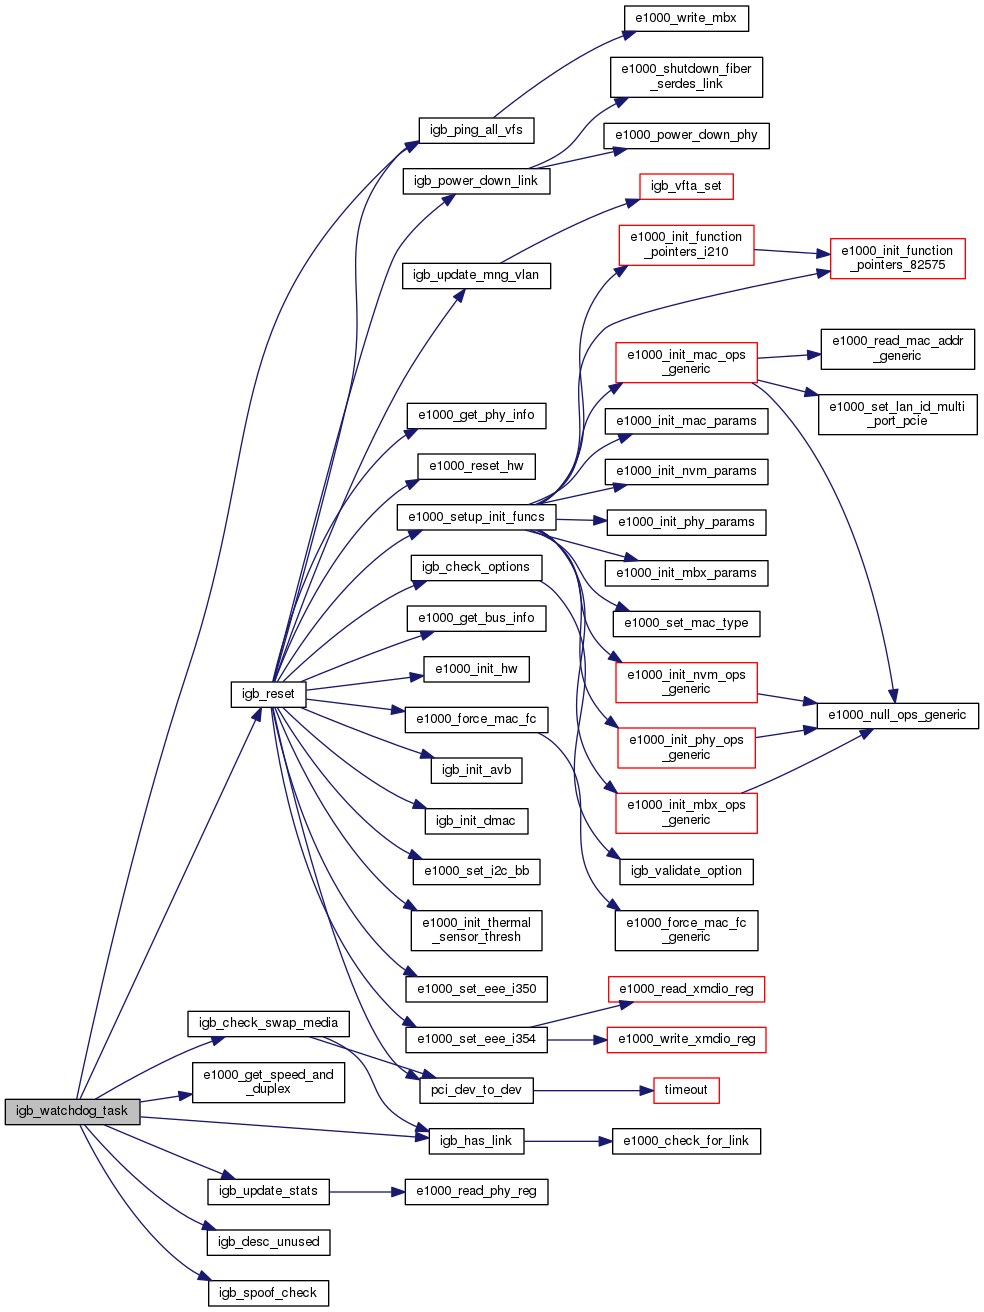 e1000_write_mbx
e1000_shutdown_fiber
_serdes_link
igb_ping_all_vfs
e1000_power_down_phy
igb_power_down_link
igb_vfta_set
e1000_init_function
_pointers_i210
e1000_init_function
_pointers_82575
igb_update_mng_vlan
e1000_read_mac_addr
_generic
e1000_init_mac_ops
_generic
e1000_set_lan_id_multi
_port_pcie
e1000_get_phy_info
e1000_init_mac_params
e1000_reset_hw
e1000_init_nvm_params
e1000_setup_init_funcs
e1000_init_phy_params
igb_check_options
e1000_init_mbx_params
e1000_get_bus_info
e1000_set_mac_type
e1000_init_hw
e1000_init_nvm_ops
_generic
igb_reset
e1000_force_mac_fc
e1000_null_ops_generic
e1000_init_phy_ops
_generic
igb_init_avb
e1000_init_mbx_ops
_generic
igb_init_dmac
e1000_set_i2c_bb
igb_validate_option
e1000_init_thermal
_sensor_thresh
e1000_force_mac_fc
_generic
e1000_set_eee_i350
e1000_read_xmdio_reg
igb_check_swap_media
e1000_set_eee_i354
e1000_write_xmdio_reg
e1000_get_speed_and
_duplex
pci_dev_to_dev
timeout
igb_watchdog_task
igb_has_link
e1000_check_for_link
igb_update_stats
e1000_read_phy_reg
igb_desc_unused
igb_spoof_check